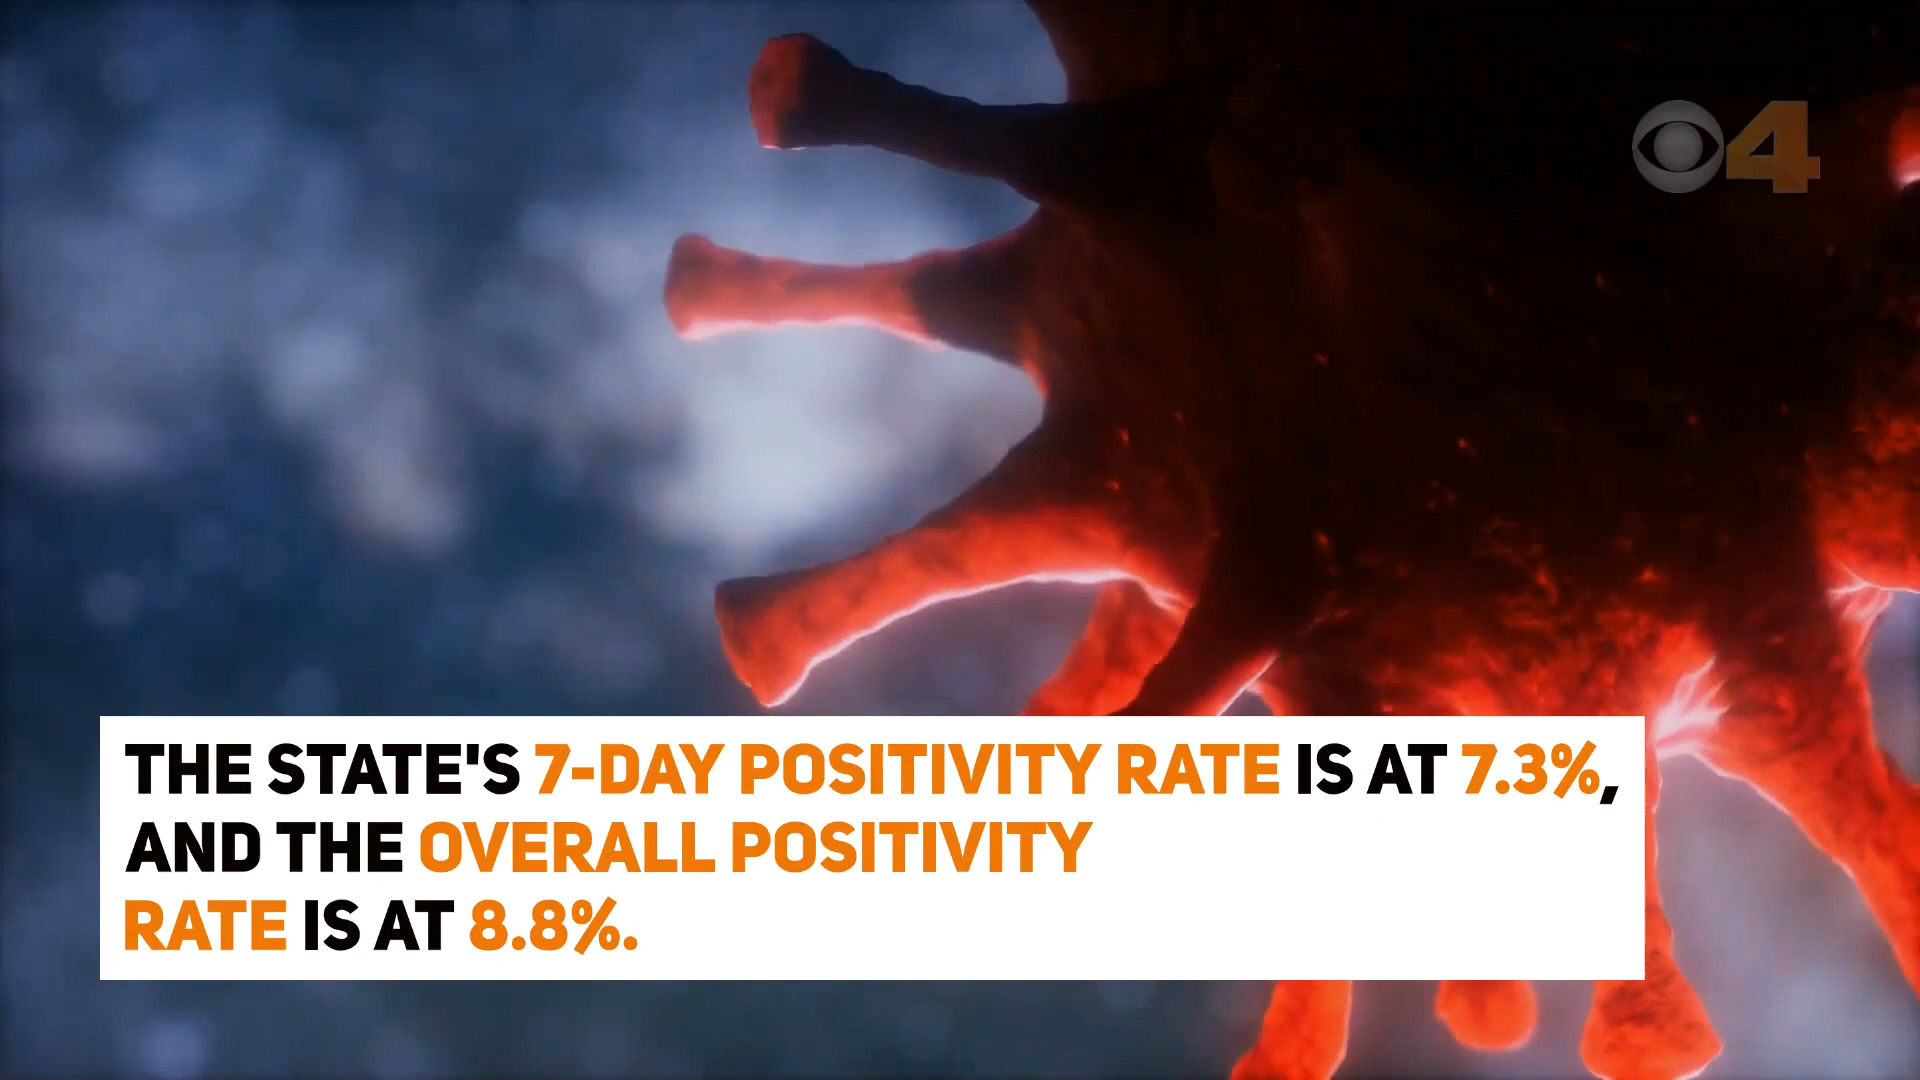 4
THE STATE'S 7-DAY POSITIVITY RATE IS AT 7.3%,
AND THE OVERALL POSITIVITY
RATE IS AT 8.8%.